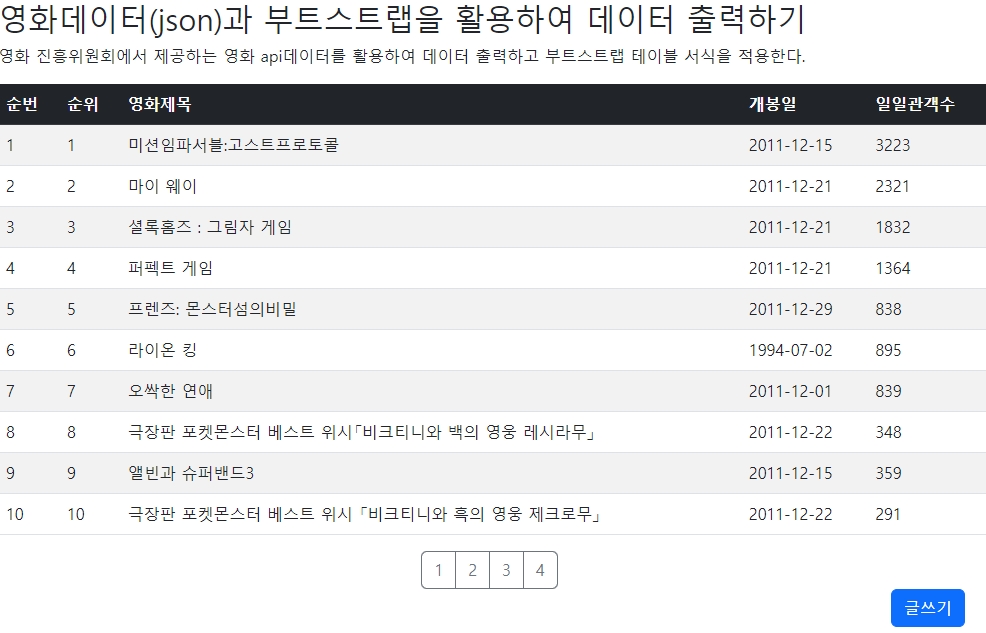 영화데이터(json)과 부트스트랩을 활용하여 데이터 출력하기
영화 진흥위원회에서 제공하는 영화 api데이터를 활용하여 데이터 출력하고 부트스트랩 테이블 서식을 적용한다.
순번 순위 영화제목 개봉일 일일관객수
1 1 미션임파서블:고스트프로토콜 2011-12-15 3223
2 2 마이 웨이 2011-12-21 2321
3 3 셜록홈즈 : 그림자 게임 2011-12-21 1832
4 4 퍼펙트 게임 2011-12-21 1364
5 5 프렌즈: 몬스터섬의비밀 2011-12-29 838
6 6 라이온 킹 1994-07-02 895
7 7 오싹한 연애 2011-12-01 839
8 8 극장판 포켓몬스터 베스트 위시「비크티니와 백의 영웅 레시라무」 2011-12-22 348
9 9 앨빈과 슈퍼밴드3 2011-12-15 359
10 10 극장판 포켓몬스터 베스트 위시 「비크티니와 흑의 영웅 제크로무」 2011-12-22 291
1 2 3 4
글쓰기